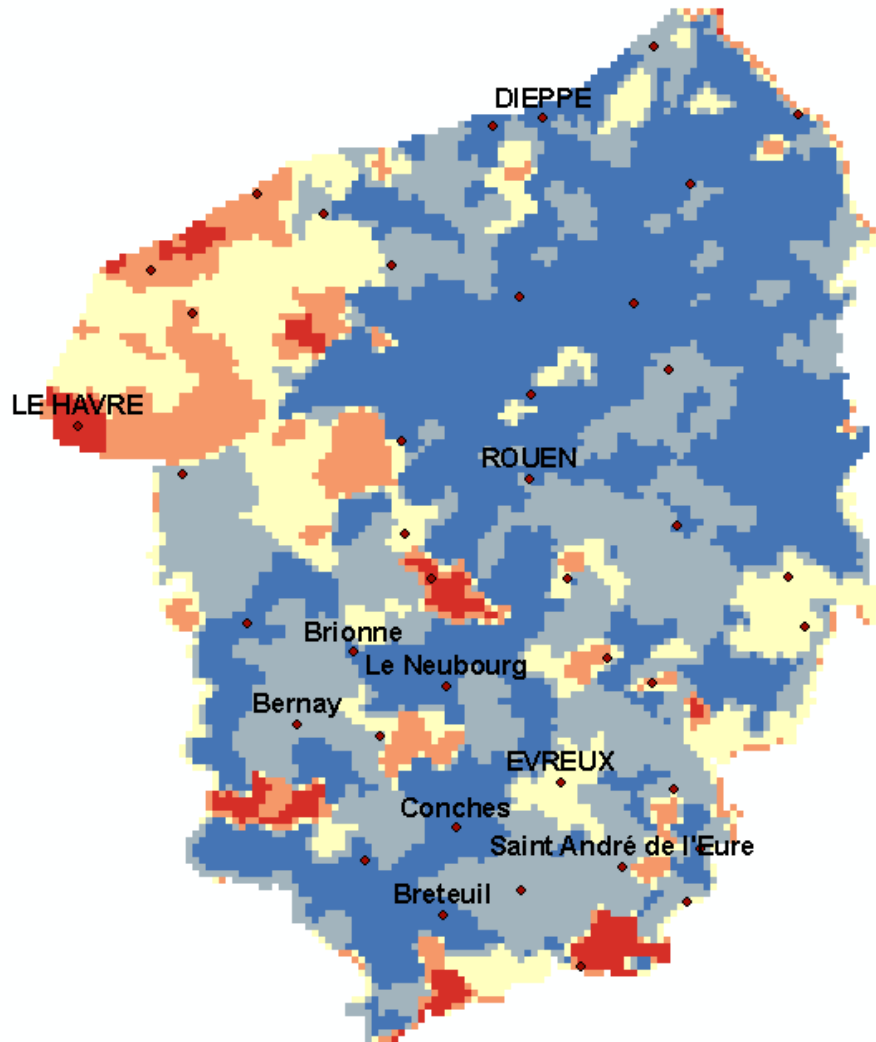 DIEPPE
LE HAVRE
ROUEN
Brionne
Le Neubourg
Bernay
EVREUX
Conches
Saint André de l'Eure
Breteuil